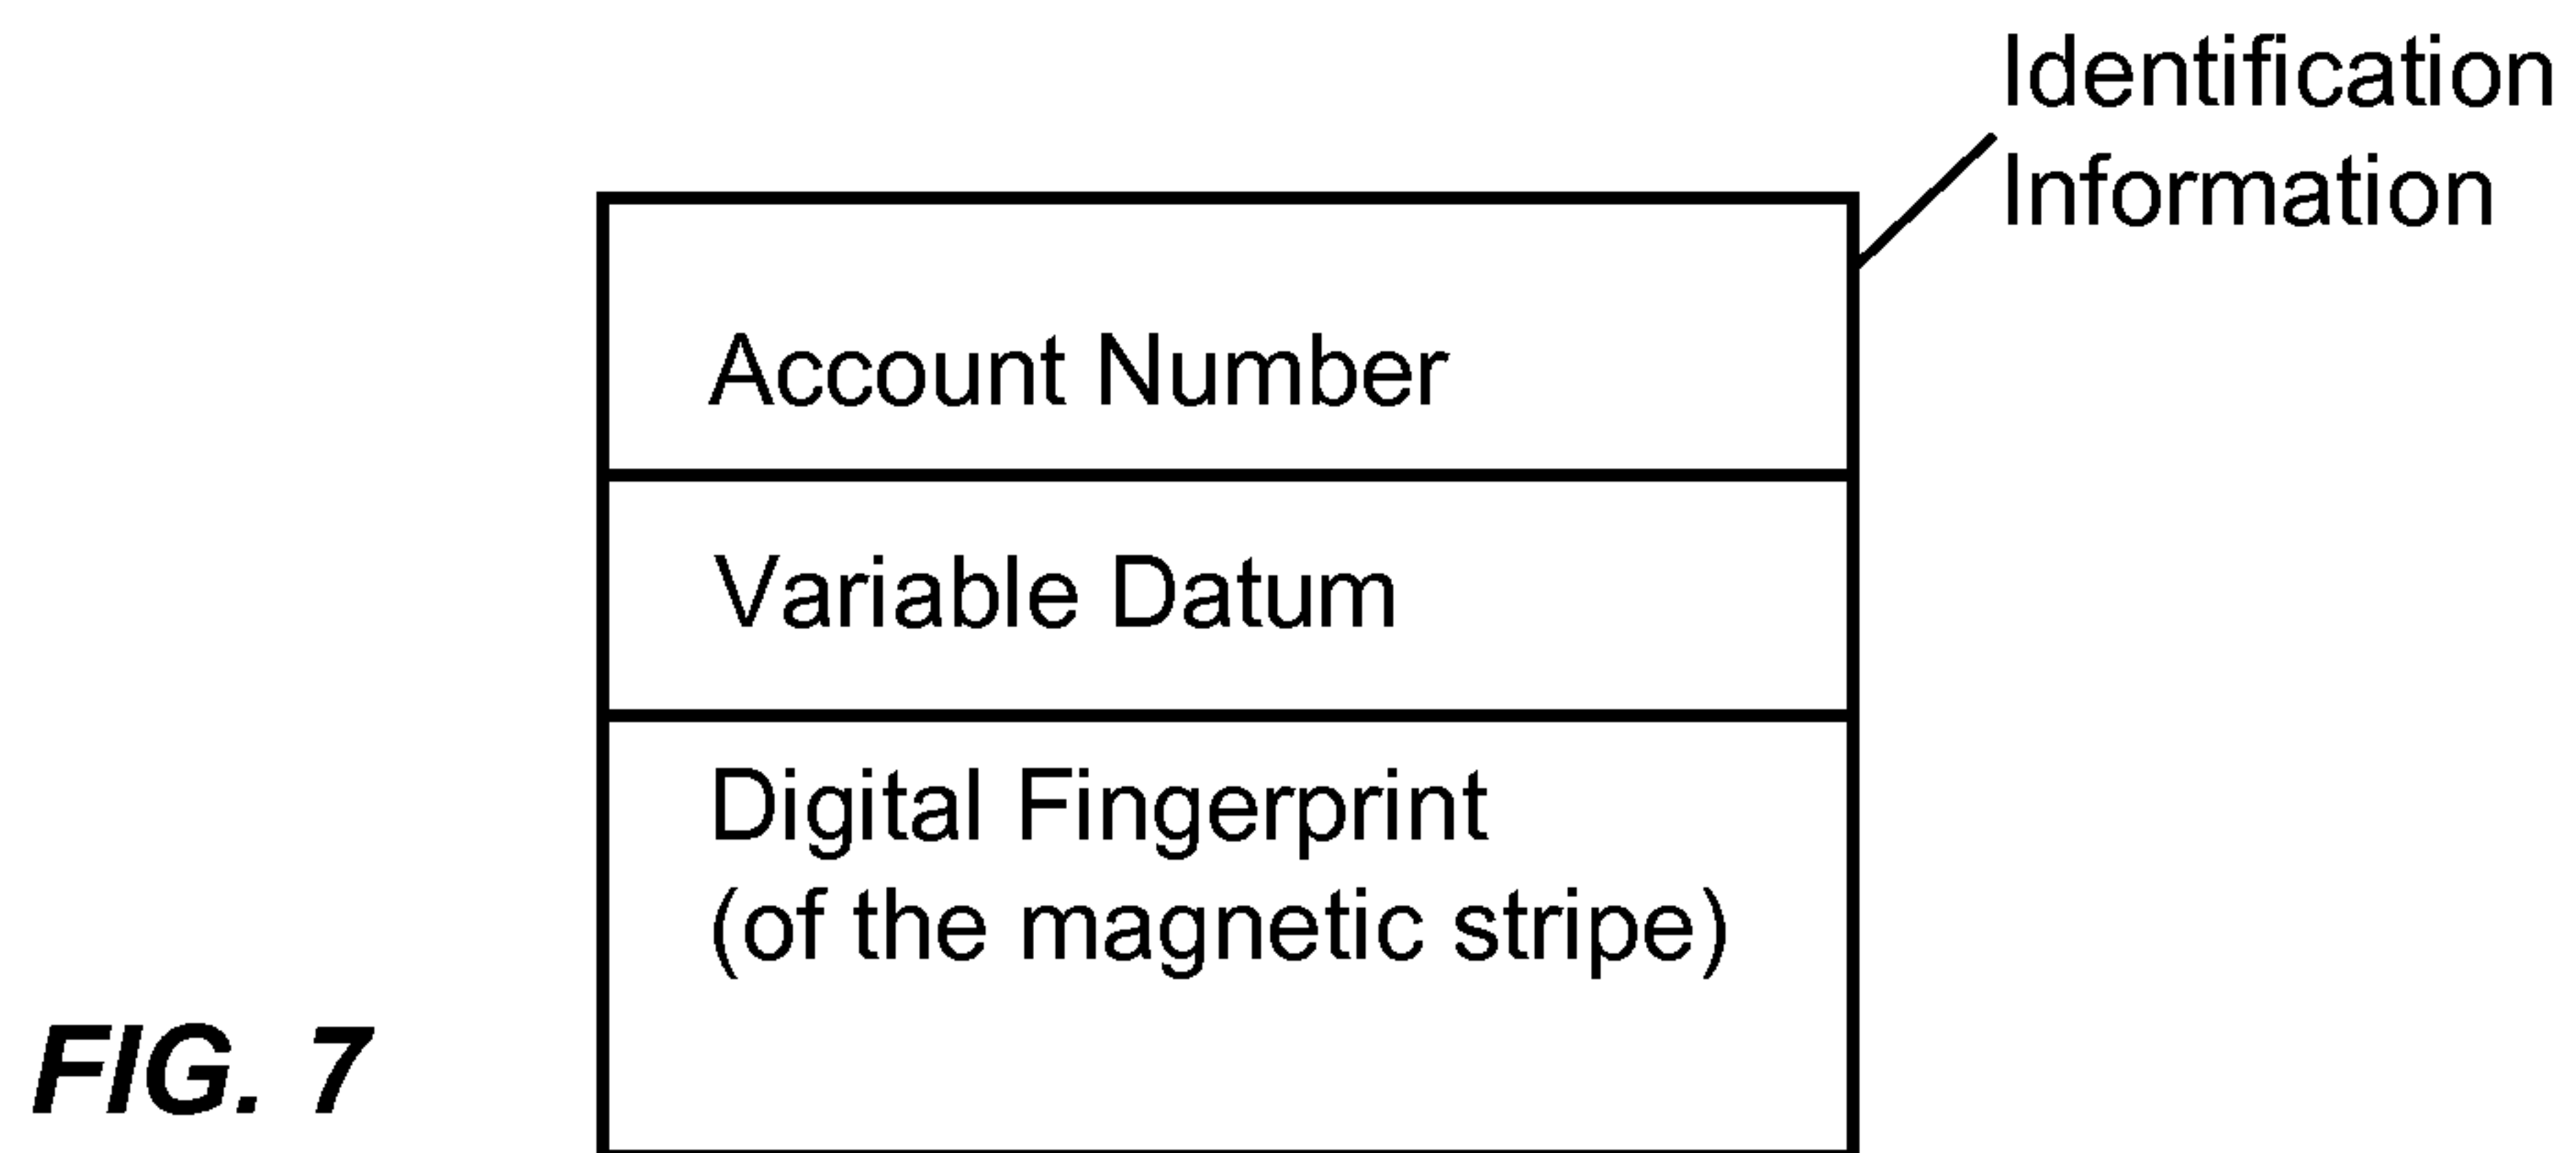 Identification
Information
Account Number
Variable Datum
Digital Fingerprint
(of the magnetic stripe)
FIG. 7